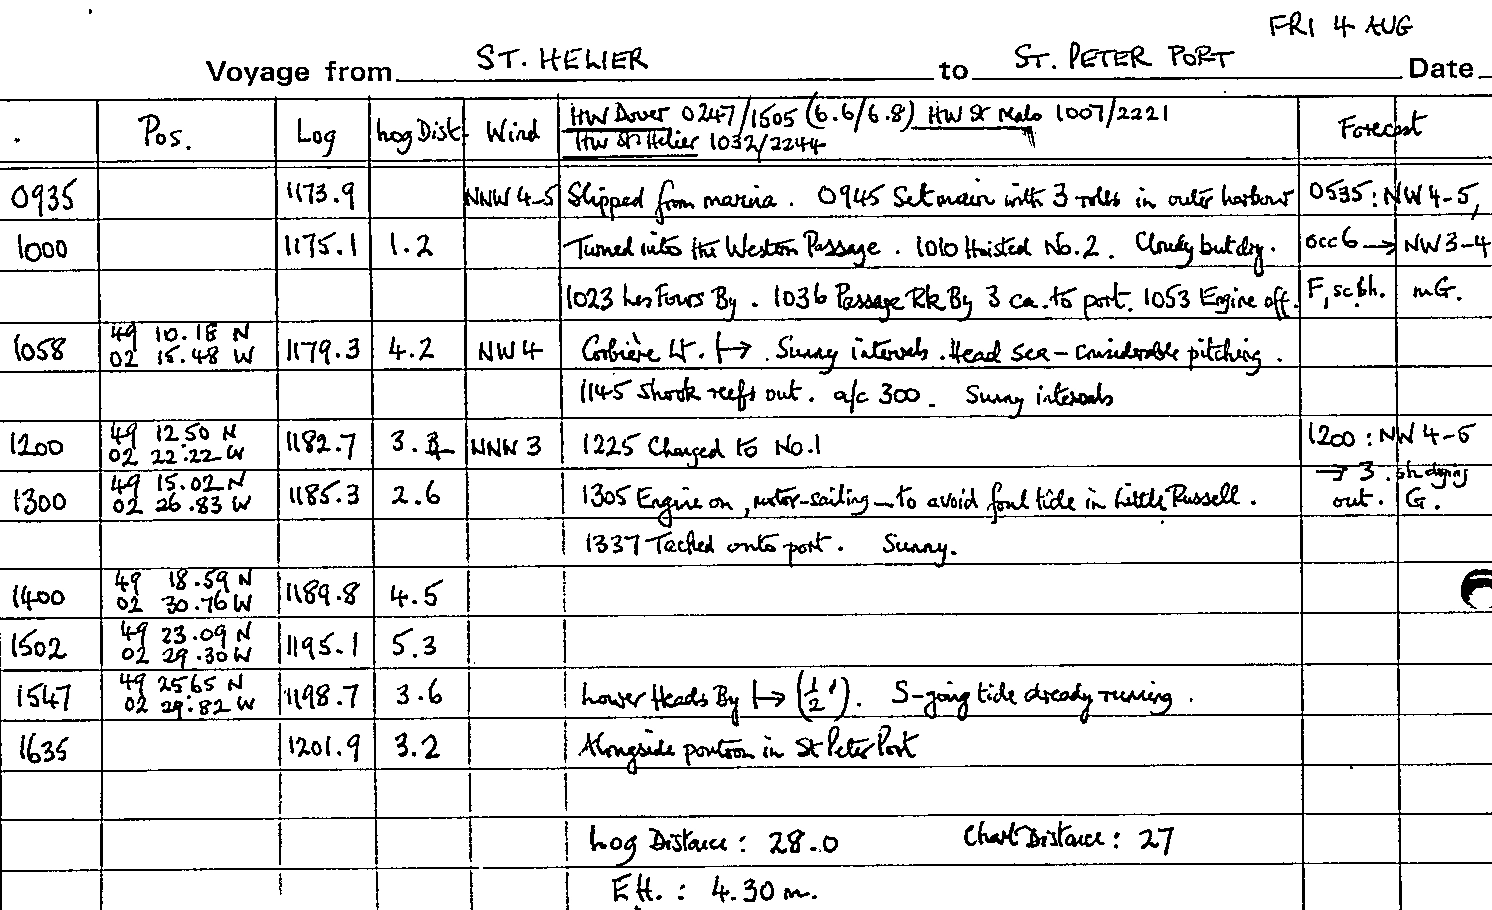 FRI 4 AUG
Voyage from ST. HELIER to ST. PETER PORT Date
Pos. Log Log Dist. Wind HW Dover 0247/1505 (6.6/6.8) HW St Malo 1007/2221 Forecast
HW St Helier 1032/2244
0935 1173.9 NNW 4-5 Slipped from marina. 0945 Set main with 3 rolls in outer harbour 0535: NW 4-5,
1000 1175.1 1.2 Turned into the Western Passage. 1010 Hoisted No.2. Cloudy but dry. occ 6 → NW 3-4
1023 Les Fours By. 1036 Passage Rk By 3 ca. to port. 1053 Engine off. F, sc.sh. mG.
1058 49 10.18 N 1179.3 4.2 NW 4 Corbière Lt. ↦ . Sunny intervals. Head sea - considerable pitching.
02 15.48 W
1145 Shook reefs out. a/c 300. Sunny intervals
1200 49 12.50 N 1182.7 3.4 NNW 3 1225 Changed to No.1 1200: NW 4-5
02 22.22 W → 3. sh. dying
1300 49 15.02 N 1185.3 2.6 1305 Engine on, motor-sailing - to avoid foul tide in Little Russell. out. G.
02 26.83 W
1337 Tacked onto port. Sunny.
1400 49 18.59 N 1189.8 4.5
02 30.76 W
1502 49 23.09 N 1195.1 5.3
02 29.30 W
1547 49 25.65 N 1198.7 3.6 Lower Heads By ↦ (½'). S-going tide already running.
02 29.82 W
1635 1201.9 3.2 Alongside pontoon in St Peter Port
Log Distance: 28.0 Chart Distance: 27
E.H.: 4.30 m.